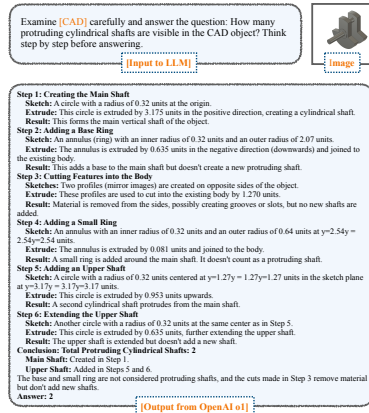 Examine [CAD] carefully and answer the question: How many
protruding cylindrical shafts are visible in the CAD object? Think
step by step before answering.
[Input to LLM]
Image
Step 1: Creating the Main Shaft
Sketch: A circle with a radius of 0.32 units at the origin.
Extrude: This circle is extruded by 3.175 units in the positive direction, creating a cylindrical shaft.
Result: This forms the main vertical shaft of the object.
Step 2: Adding a Base Ring
Sketch: An annulus (ring) with an inner radius of 0.32 units and an outer radius of 2.07 units.
Extrude: The annulus is extruded by 0.635 units in the negative direction (downwards) and joined to
the existing body.
Result: This adds a base to the main shaft but doesn't create a new protruding shaft.
Step 3: Cutting Features into the Body
Sketches: Two profiles (mirror images) are created on opposite sides of the object.
Extrude: These profiles are used to cut into the existing body by 1.270 units.
Result: Material is removed from the sides, possibly creating grooves or slots, but no new shafts are
added.
Step 4: Adding a Small Ring
Sketch: An annulus with an inner radius of 0.32 units and an outer radius of 0.64 units at y=2.54y =
2.54y=2.54 units.
Extrude: The annulus is extruded by 0.081 units and joined to the body.
Result: A small ring is added around the main shaft. It doesn't count as a protruding shaft.
Step 5: Adding an Upper Shaft
Sketch: A circle with a radius of 0.32 units centered at y=1.27y = 1.27y=1.27 units in the sketch plane
at y=3.17y = 3.17y=3.17 units.
Extrude: This circle is extruded by 0.953 units upwards.
Result: A second cylindrical shaft protrudes from the main shaft.
Step 6: Extending the Upper Shaft
Sketch: Another circle with a radius of 0.32 units at the same center as in Step 5.
Extrude: This circle is extruded by 0.635 units, further extending the upper shaft.
Result: The upper shaft is extended but doesn't add a new shaft.
Conclusion: Total Protruding Cylindrical Shafts: 2
Main Shaft: Created in Step 1.
Upper Shaft: Added in Steps 5 and 6.
The base and small ring are not considered protruding shafts, and the cuts made in Step 3 remove material
but don't add new shafts.
Answer: 2
[Output from OpenAI o1]